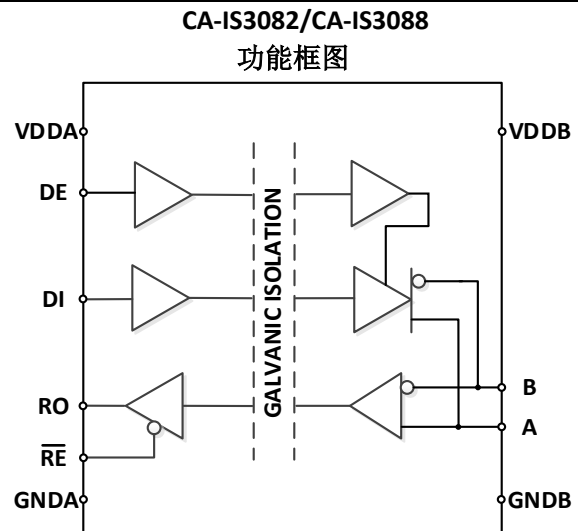 CA-IS3082/CA-IS3088
功能框图
VDDA
VDDB
DE
GALVANIC ISOLATION
DI
RO
B
A
RE
GNDA
GNDB